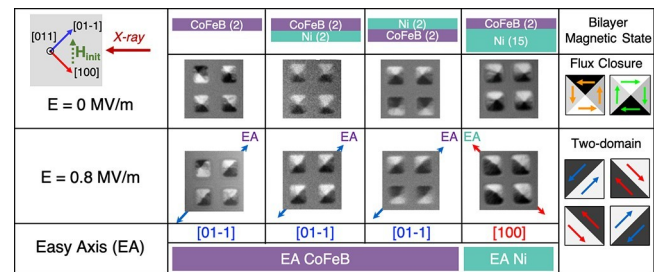 [011]
[01-1]
H init
[100]
X-ray
E = 0 MV/m
CoFeB (2)
CoFeB (2)
Ni (2)
Ni (2)
CoFeB (2)
CoFeB (2)
Ni (15)
Bilayer
Magnetic State
Flux Closure
E = 0.8 MV/m
EA
EA
EA
EA
Two-domain
Easy Axis (EA)
[01-1]
[01-1]
[01-1]
[100]
EA CoFeB
EA Ni